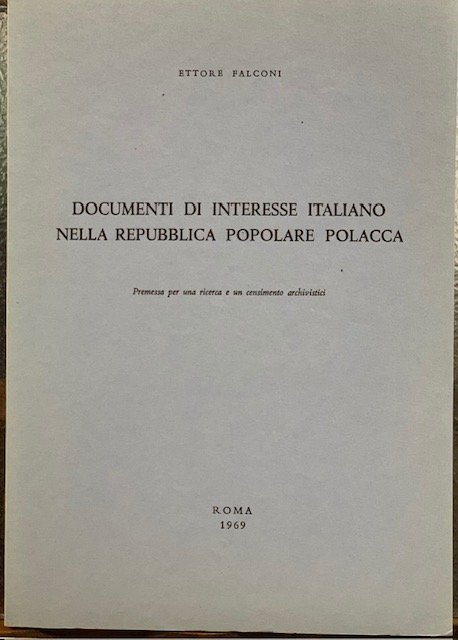 ETTORE FALCONI
DOCUMENTI DI INTERESSE ITALIANO
NELLA REPUBBLICA POPOLARE POLACCA
Premessa per una ricerca e un censimento archivistici
ROMA
1969